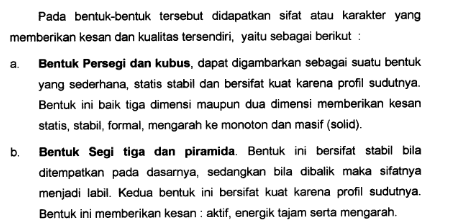 Pada bentuk-bentuk tersebut didapatkan sifat atau karakter yang
memberikan kesan dan kualitas tersendiri, yaitu sebagai berikut :
a. Bentuk Persegi dan kubus, dapat digambarkan sebagai suatu bentuk
yang sederhana, statis stabil dan bersifat kuat karena profil sudutnya.
Bentuk ini baik tiga dimensi maupun dua dimensi memberikan kesan
statis, stabil, formal, mengarah ke monoton dan masif (solid).
b. Bentuk Segi tiga dan piramida. Bentuk ini bersifat stabil bila
ditempatkan pada dasarnya, sedangkan bila dibalik maka sifatnya
menjadi labil. Kedua bentuk ini bersifat kuat karena profil sudutnya.
Bentuk ini memberikan kesan : aktif, energik tajam serta mengarah.